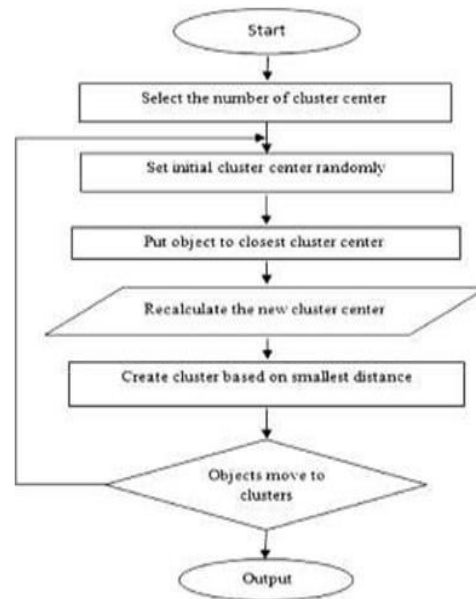 Start
Select the number of cluster center
Set initial cluster center randomly
Put object to closest cluster center
Recalculate the new cluster center
Create cluster based on smallest distance
Objects move to
clusters
Output